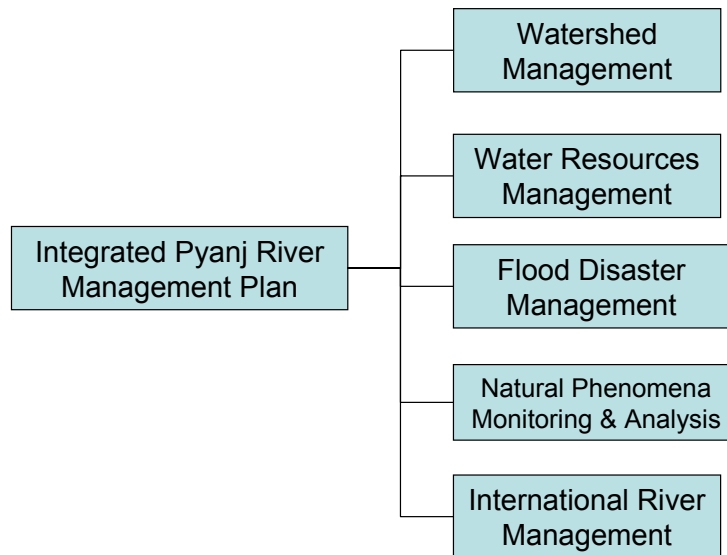 Watershed
Management
Water Resources
Management
Integrated Pyanj River
Management Plan
Flood Disaster
Management
Natural Phenomena
Monitoring & Analysis
International River
Management